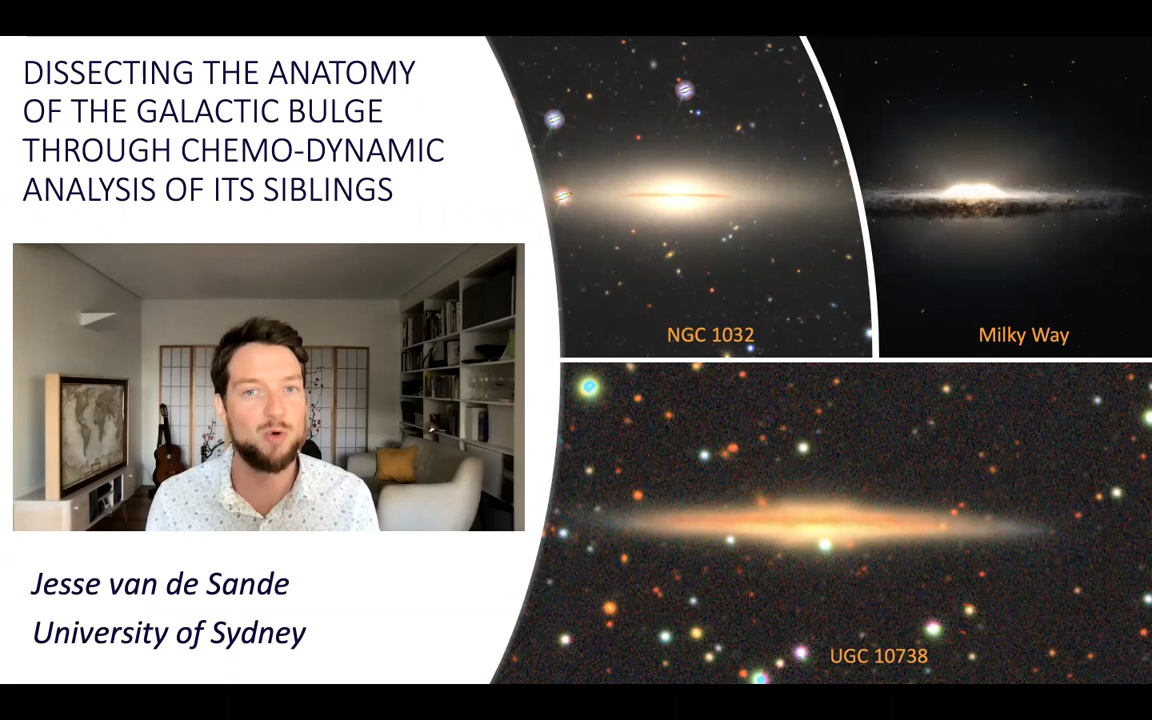 DISSECTING THE ANATOMY
OF THE GALACTIC BULGE
THROUGH CHEMO-DYNAMIC
ANALYSIS OF ITS SIBLINGS
NGC 1032
Milky Way
Jesse van de Sande
University of Sydney
UGC 10738